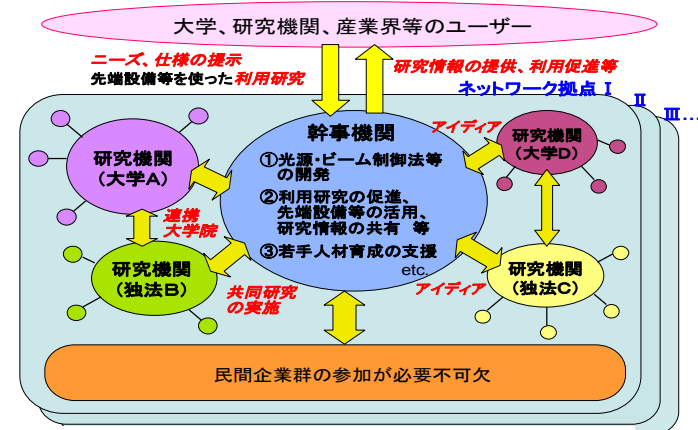 大学、研究機関、産業界等のユーザー
ニーズ、仕様の提示
先端設備等を使った利用研究
研究情報の提供、利用促進等
ネットワーク拠点 Ⅰ
Ⅱ
Ⅲ…
幹事機関
①光源・ビーム制御法等
の開発
②利用研究の促進、
先端設備等の活用、
研究情報の共有 等
③若手人材育成の支援
etc.
研究機関
(大学A)
連携
大学院
研究機関
(独法B)
共同研究
の実施
アイディア
研究機関
(大学D)
研究機関
(独法C)
アイディア
民間企業群の参加が必要不可欠